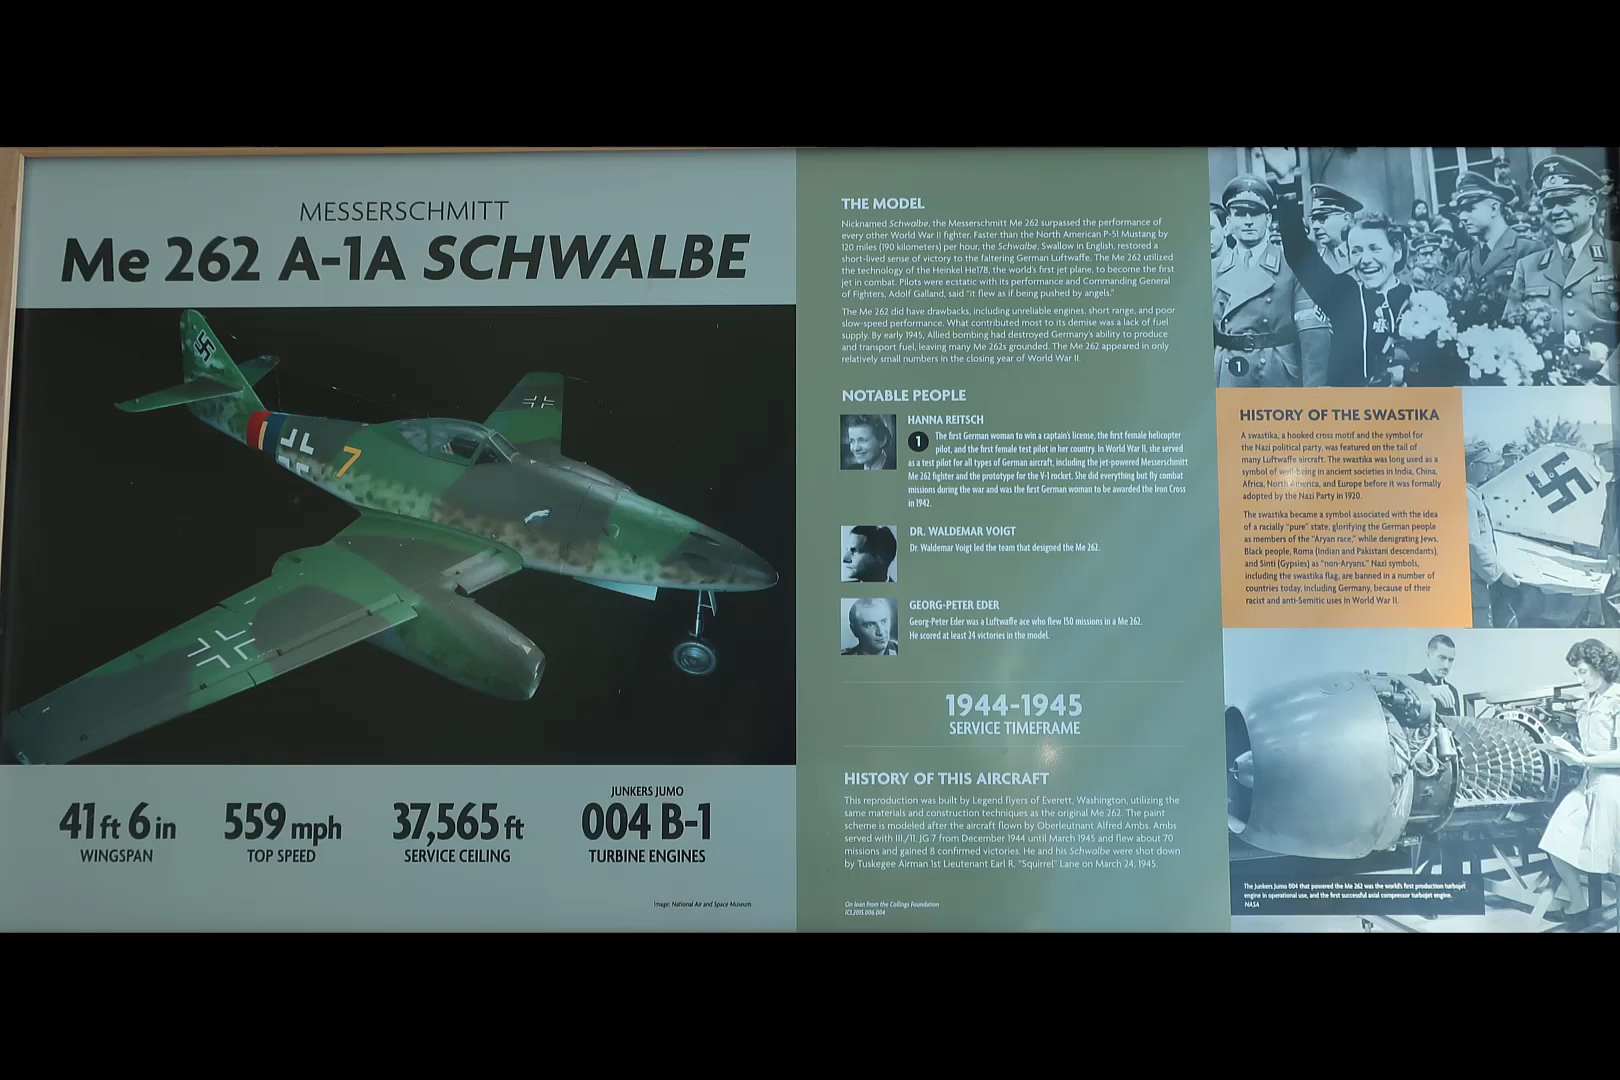 MESSERSCHMITT
Me 262 A-1A SCHWALBE
7
41 ft 6 in
WINGSPAN
559 mph
TOP SPEED
37,565 ft
SERVICE CEILING
JUNKERS JUMO
004 B-1
TURBINE ENGINES
Image: National Air and Space Museum
THE MODEL
Nicknamed Schwalbe, the Messerschmitt Me 262 surpassed the performance of
every other World War II fighter. Faster than the North American P-51 Mustang by
120 miles (190 kilometers) per hour, the Schwalbe, Swallow in English, restored a
short-lived sense of victory to the faltering German Luftwaffe. The Me 262 utilized
the technology of the Heinkel He178, the world's first jet plane, to become the first
jet in combat. Pilots were ecstatic with its performance and Commanding General
of Fighters, Adolf Galland, said "it flew as if being pushed by angels."
The Me 262 did have drawbacks, including unreliable engines, short range, and poor
slow-speed performance. What contributed most to its demise was a lack of fuel
supply. By early 1945, Allied bombing had destroyed Germany's ability to produce
and transport fuel, leaving many Me 262s grounded. The Me 262 appeared in only
relatively small numbers in the closing year of World War II.
NOTABLE PEOPLE
HANNA REITSCH
1 The first German woman to win a captain's license, the first female helicopter
pilot, and the first female test pilot in her country. In World War II, she served
as a test pilot for all types of German aircraft, including the jet-powered Messerschmitt
Me 262 fighter and the prototype for the V-1 rocket. She did everything but fly combat
missions during the war and was the first German woman to be awarded the Iron Cross
in 1942.
DR. WALDEMAR VOIGT
Dr. Waldemar Voigt led the team that designed the Me 262.
GEORG-PETER EDER
Georg-Peter Eder was a Luftwaffe ace who flew 150 missions in a Me 262.
He scored at least 24 victories in the model.
1944-1945
SERVICE TIMEFRAME
HISTORY OF THIS AIRCRAFT
This reproduction was built by Legend flyers of Everett, Washington, utilizing the
same materials and construction techniques as the original Me 262. The paint
scheme is modeled after the aircraft flown by Oberleutnant Alfred Ambs. Ambs
served with III./II. JG 7 from December 1944 until March 1945 and flew about 70
missions and gained 8 confirmed victories. He and his Schwalbe were shot down
by Tuskegee Airman 1st Lieutenant Earl R. "Squirrel" Lane on March 24, 1945.
On loan from the Collings Foundation
ICL2015.006.004
1
HISTORY OF THE SWASTIKA
A swastika, a hooked cross motif and the symbol for
the Nazi political party, was featured on the tail of
many Luftwaffe aircraft. The swastika was long used as a
symbol of well-being in ancient societies in India, China,
Africa, North America, and Europe before it was formally
adopted by the Nazi Party in 1920.
The swastika became a symbol associated with the idea
of a racially "pure" state, glorifying the German people
as members of the "Aryan race," while denigrating Jews,
Black people, Roma (Indian and Pakistani descendants),
and Sinti (Gypsies) as "non-Aryans." Nazi symbols,
including the swastika flag, are banned in a number of
countries today, including Germany, because of their
racist and anti-Semitic uses in World War II.
The Junkers Jumo 004 that powered the Me 262 was the world's first production turbojet
engine in operational use, and the first successful axial compressor turbojet engine.
NASA